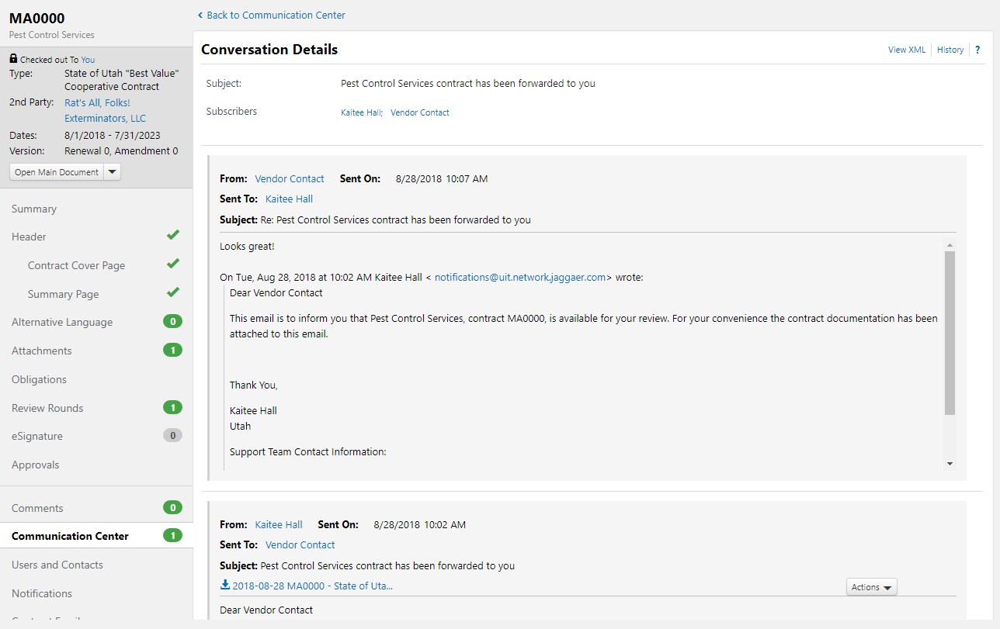 MA0000
Pest Control Services
Checked out To You
Type: State of Utah "Best Value"
Cooperative Contract
2nd Party: Rat's All, Folks!
Exterminators, LLC
Dates: 8/1/2018 - 7/31/2023
Version: Renewal 0, Amendment 0
Open Main Document
Summary
Header
Contract Cover Page
Summary Page
Alternative Language 0
Attachments 1
Obligations
Review Rounds 1
eSignature 0
Approvals
Comments 0
Communication Center 1
Users and Contacts
Notifications
Back to Communication Center
Conversation Details
View XML History ?
Subject: Pest Control Services contract has been forwarded to you
Subscribers Kaitee Hall; Vendor Contact
From: Vendor Contact Sent On: 8/28/2018 10:07 AM
Sent To: Kaitee Hall
Subject: Re: Pest Control Services contract has been forwarded to you
Looks great!
On Tue, Aug 28, 2018 at 10:02 AM Kaitee Hall < notifications@uit.network.jaggaer.com> wrote:
Dear Vendor Contact
This email is to inform you that Pest Control Services, contract MA0000, is available for your review. For your convenience the contract documentation has been
attached to this email.
Thank You,
Kaitee Hall
Utah
Support Team Contact Information:
From: Kaitee Hall Sent On: 8/28/2018 10:02 AM
Sent To: Vendor Contact
Subject: Pest Control Services contract has been forwarded to you
2018-08-28 MA0000 - State of Uta...
Actions
Dear Vendor Contact